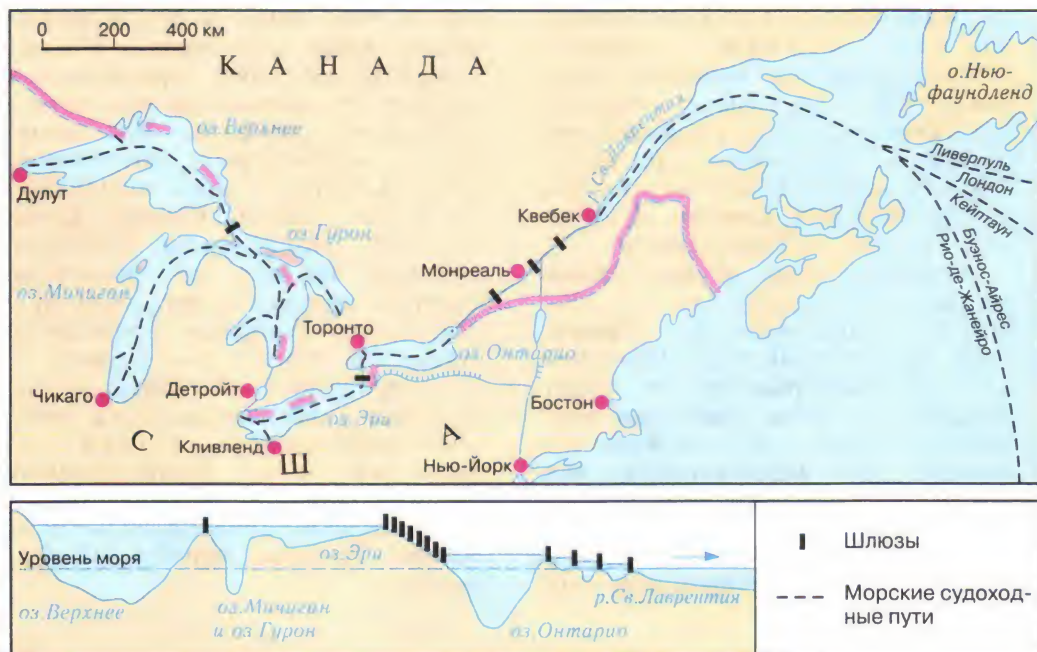 0 200 400 км
КАНАДА
о.Нью-
фаундленд
оз.Верхнее
р.Св.Лаврентия
Ливерпуль
Лондон
Кейптаун
Буэнос-Айрес
Рио-де-Жанейро
Дулут
Квебек
оз.Гурон
Монреаль
оз.Мичиган
Торонто
оз.Онтарио
Чикаго
Детройт
Бостон
оз.Эри
США
Кливленд
Нью-Йорк
Уровень моря
оз.Эри
оз.Верхнее
оз.Мичиган
и оз Гурон
оз.Онтарио
р.Св.Лаврентия
Шлюзы
Морские судоход-
ные пути